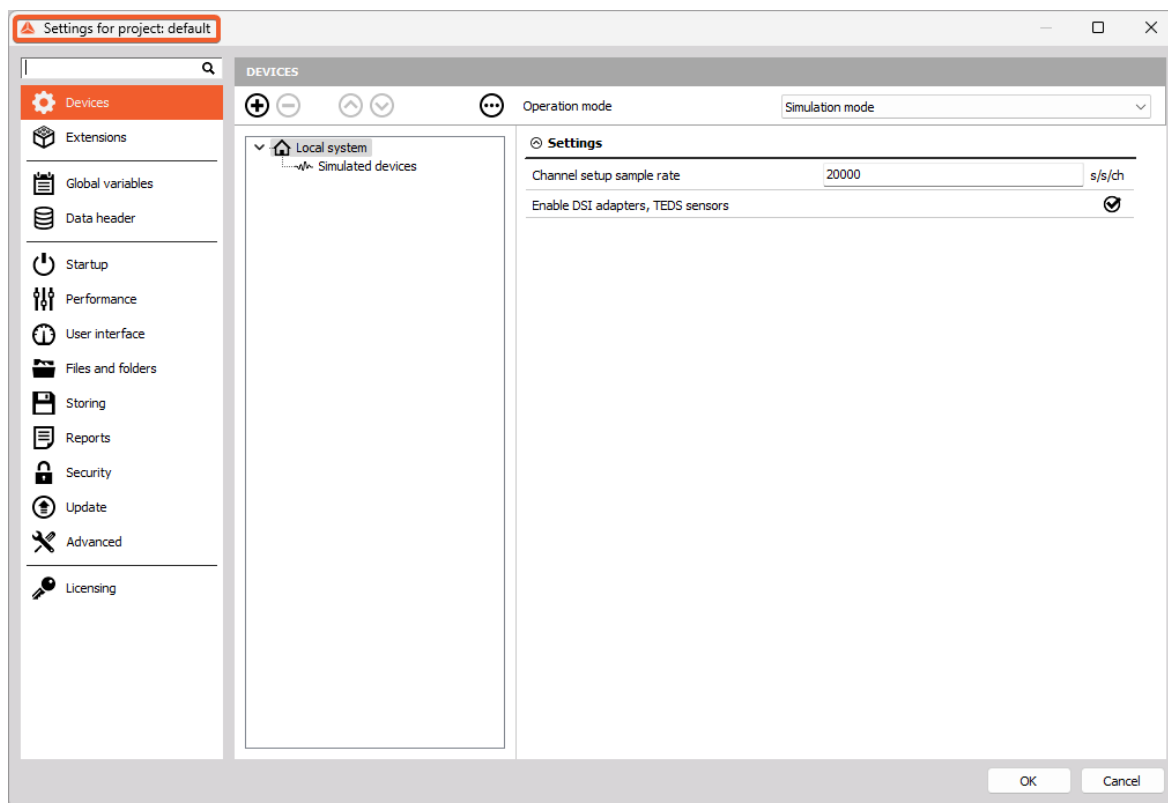 Settings for project: default
DEVICES
Devices
Extensions
Global variables
Data header
Startup
Performance
User interface
Files and folders
Storing
Reports
Security
Update
Advanced
Licensing
Local system
Simulated devices
Operation mode
Simulation mode
Settings
Channel setup sample rate 20000 s/s/ch
Enable DSI adapters, TEDS sensors
OK Cancel